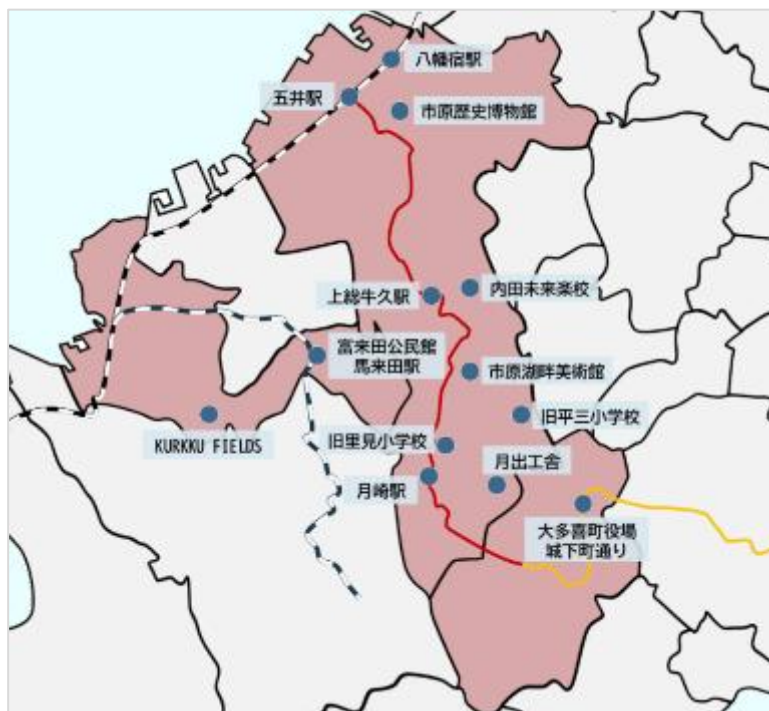 八幡宿駅
五井駅
市原歴史博物館
上総牛久駅
内田未来楽校
富来田公民館
馬来田駅
市原湖畔美術館
旧平三小学校
KURKKU FIELDS
旧里見小学校
月出工舎
月崎駅
大多喜町役場
城下町通り